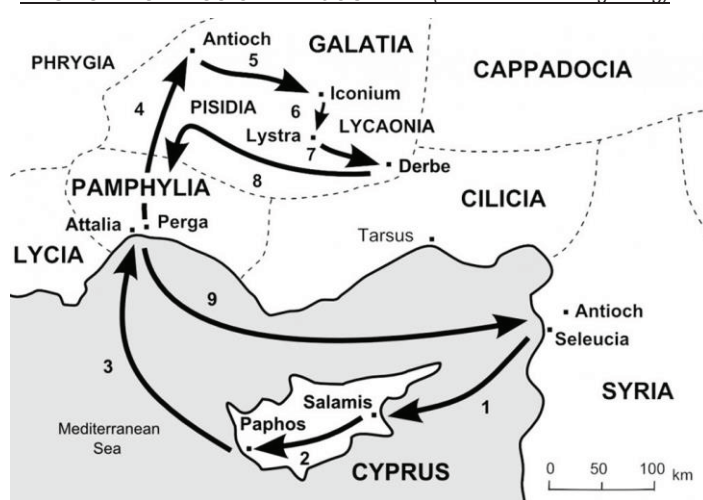 Antioch
GALATIA
PHRYGIA
CAPPADOCIA
5
Iconium
4
PISIDIA
6
Lystra
LYCAONIA
7
Derbe
8
PAMPHYLIA
CILICIA
Attalia
Perga
Tarsus
LYCIA
9
Antioch
Seleucia
3
SYRIA
Salamis
1
Paphos
Mediterranean
Sea
2
CYPRUS
0 50 100 km